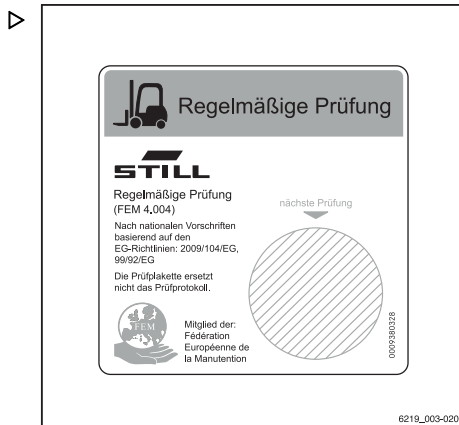 Regelmäßige Prüfung
STILL
Regelmäßige Prüfung
(FEM 4.004)
Nach nationalen Vorschriften
basierend auf den
EG-Richtlinien: 2009/104/EG,
99/92/EG
Die Prüfplakette ersetzt
nicht das Prüfprotokoll.
nächste Prüfung
FEM
Mitglied der:
Fédération
Européenne de
la Manutention
0009380328
6219_003-020